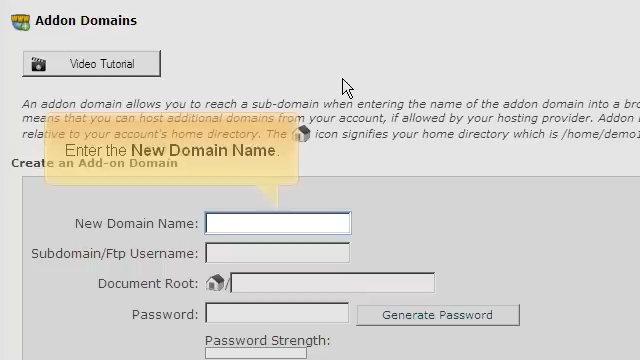 Addon Domains
Video Tutorial
An addon domain allows you to reach a sub-domain when entering the name of the addon domain into a bro
means that you can host additional domains from your account, if allowed by your hosting provider. Addon
relative to your account's home directory. The icon signifies your home directory which is /home/demo1
Enter the New Domain Name.
Create an Add-on Domain
New Domain Name:
Subdomain/Ftp Username:
Document Root: /
Password:
Generate Password
Password Strength: